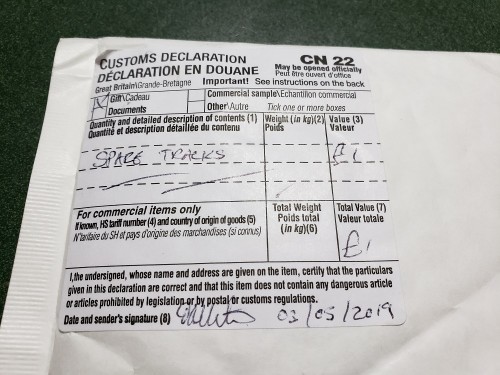 CUSTOMS DECLARATION CN 22
DÉCLARATION EN DOUANE May be opened officially
Peut être ouvert d'office
Great Britain\Grande-Bretagne Important! See instructions on the back
Gift\Cadeau Commercial sample\Echantillon commercial
Documents Other\Autre Tick one or more boxes
Quantity and detailed description of contents (1) Weight (in kg)(2) Value (3)
Quantité et description détaillée du contenu Poids Valeur
SPARE TRACKS £1
For commercial items only Total Weight Total Value (7)
If known, HS tariff number (4) and country of origin of goods (5) Poids total Valeur totale
N'tarifaire du SH et pays d'origine des marchandises (si connus) (in kg)(6)
£1
I, the undersigned, whose name and address are given on the item, certify that the particulars
given in this declaration are correct and that this item does not contain any dangerous article
or articles prohibited by legislation or by postal or customs regulations.
Date and sender's signature (8) 03/05/2019